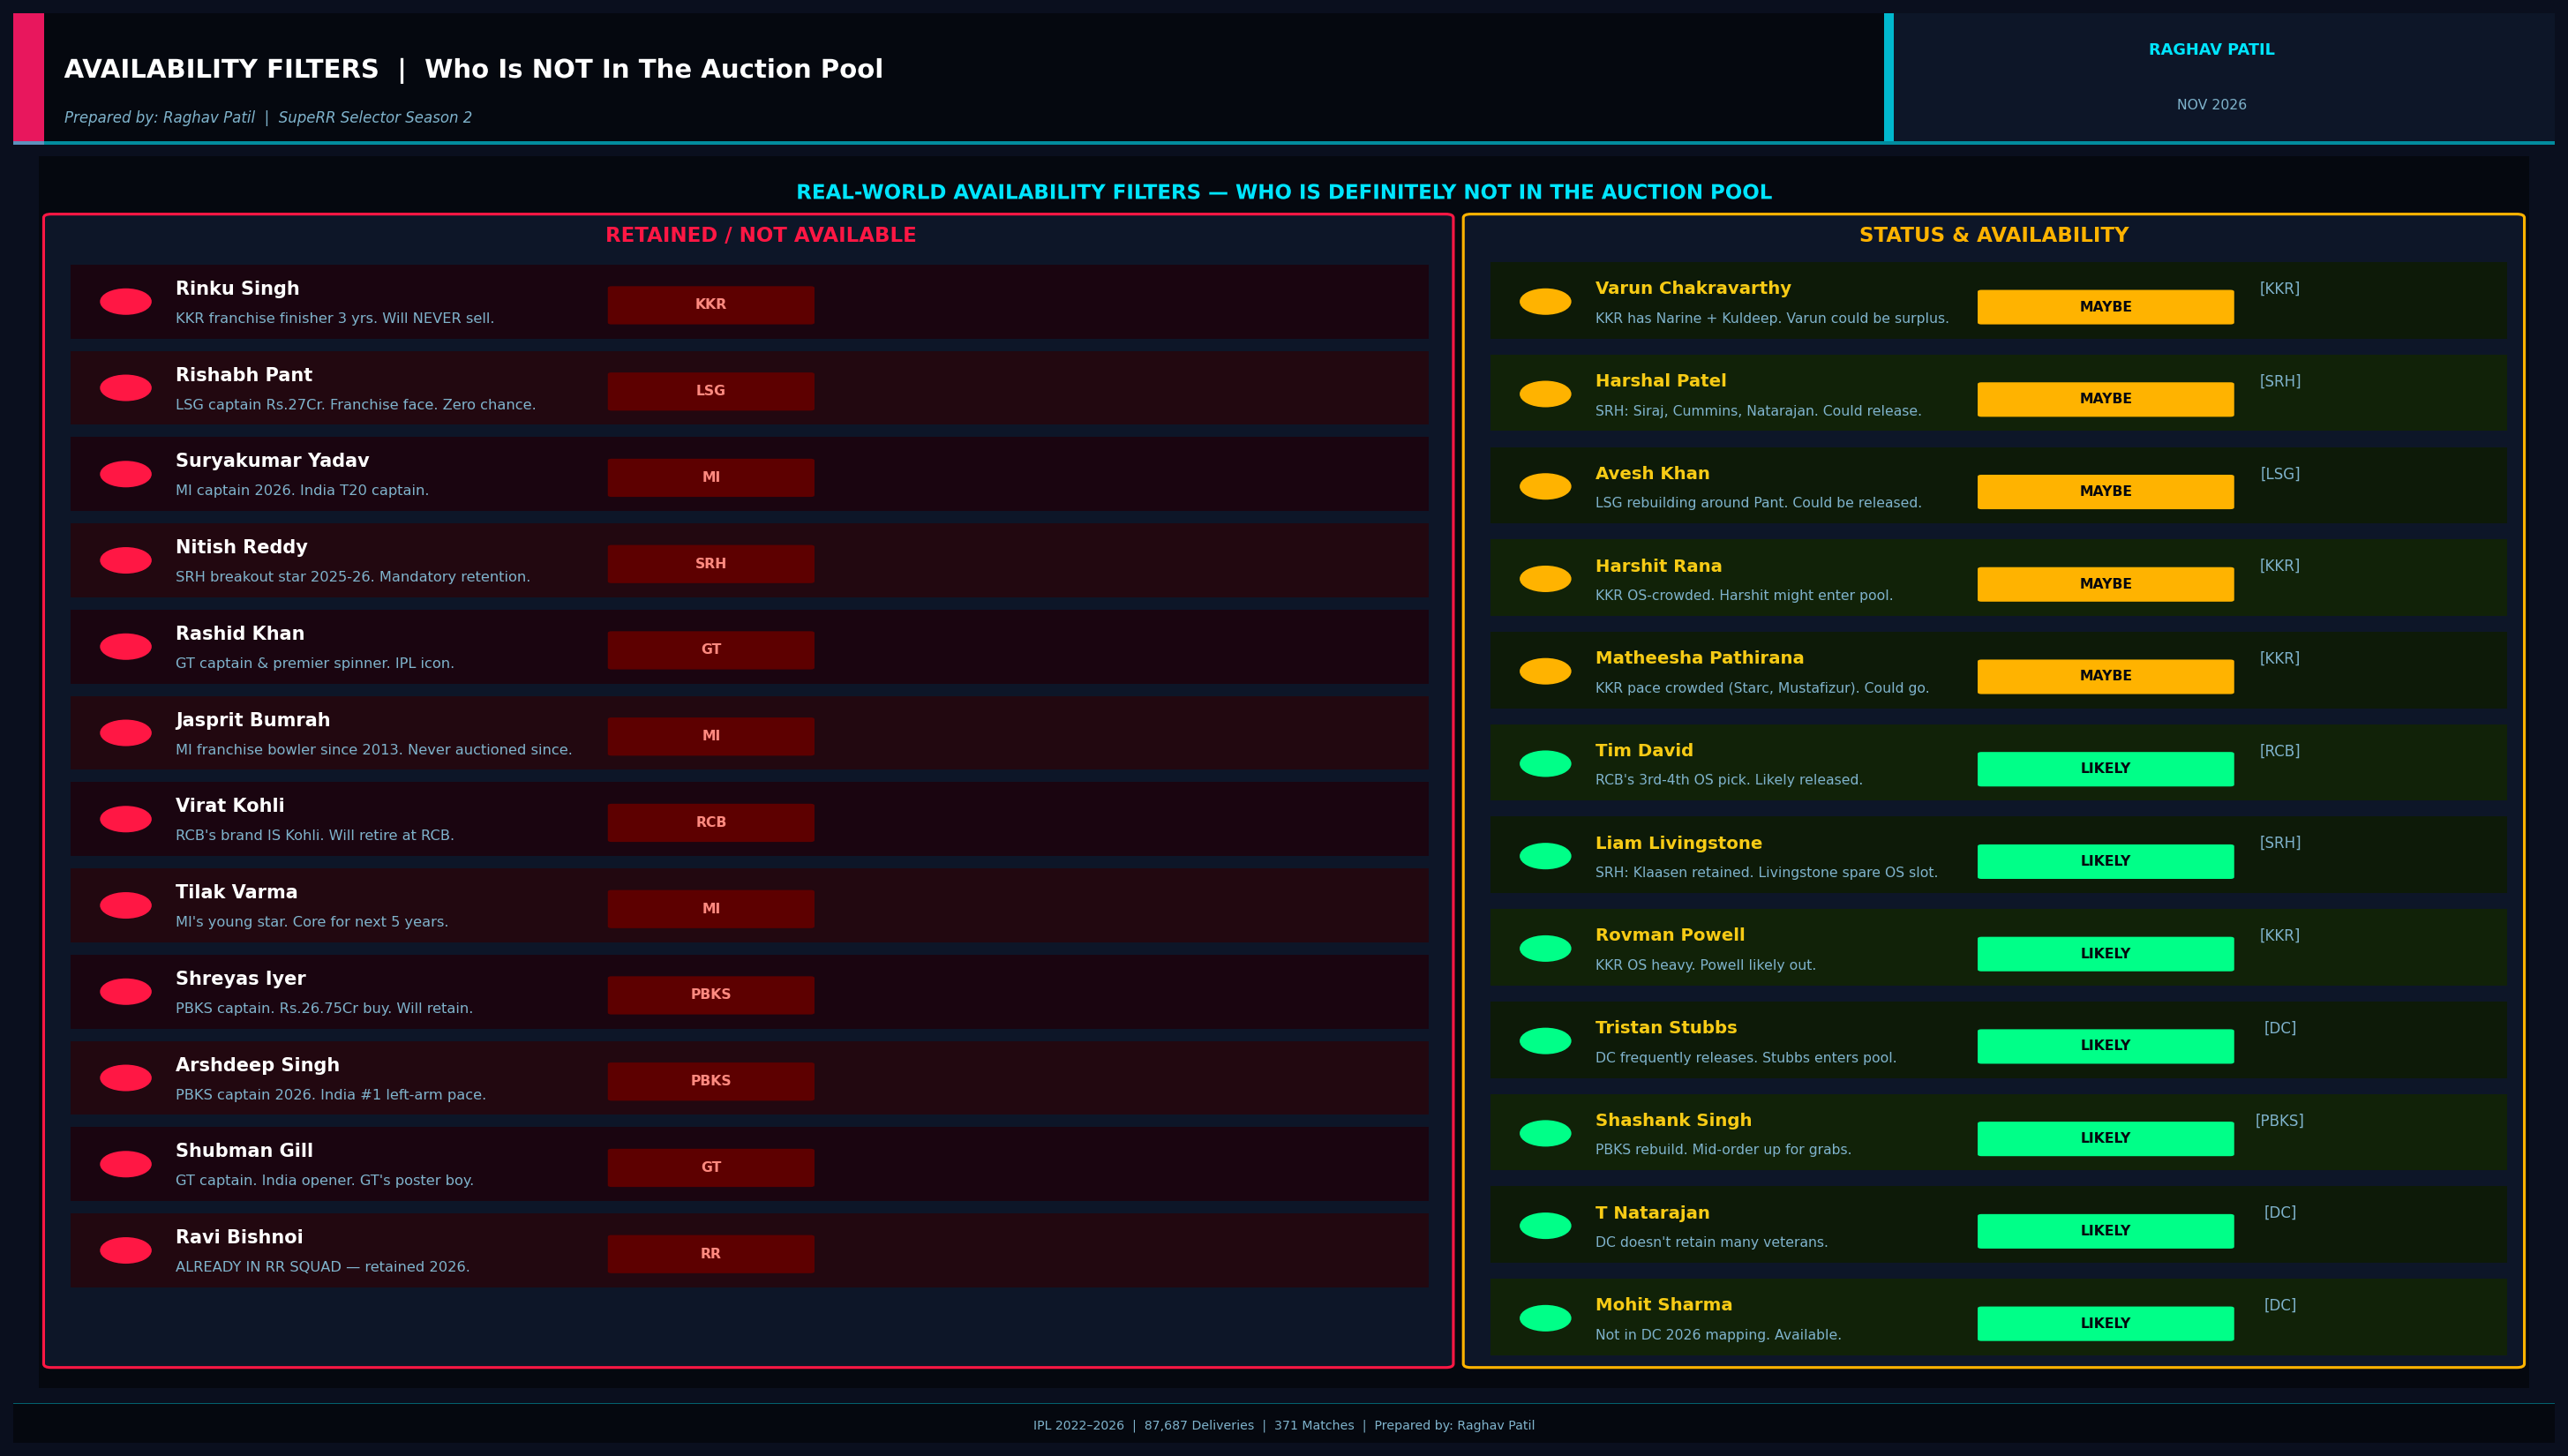 AVAILABILITY FILTERS | Who Is NOT In The Auction Pool
Prepared by: Raghav Patil | SupeRR Selector Season 2
RAGHAV PATIL
NOV 2026
REAL-WORLD AVAILABILITY FILTERS — WHO IS DEFINITELY NOT IN THE AUCTION POOL
RETAINED / NOT AVAILABLE
Rinku Singh
KKR franchise finisher 3 yrs. Will NEVER sell.
KKR
Rishabh Pant
LSG captain Rs.27Cr. Franchise face. Zero chance.
LSG
Suryakumar Yadav
MI captain 2026. India T20 captain.
MI
Nitish Reddy
SRH breakout star 2025-26. Mandatory retention.
SRH
Rashid Khan
GT captain & premier spinner. IPL icon.
GT
Jasprit Bumrah
MI franchise bowler since 2013. Never auctioned since.
MI
Virat Kohli
RCB's brand IS Kohli. Will retire at RCB.
RCB
Tilak Varma
MI's young star. Core for next 5 years.
MI
Shreyas Iyer
PBKS captain. Rs.26.75Cr buy. Will retain.
PBKS
Arshdeep Singh
PBKS captain 2026. India #1 left-arm pace.
PBKS
Shubman Gill
GT captain. India opener. GT's poster boy.
GT
Ravi Bishnoi
ALREADY IN RR SQUAD — retained 2026.
RR
STATUS & AVAILABILITY
Varun Chakravarthy
KKR has Narine + Kuldeep. Varun could be surplus.
MAYBE
[KKR]
Harshal Patel
SRH: Siraj, Cummins, Natarajan. Could release.
MAYBE
[SRH]
Avesh Khan
LSG rebuilding around Pant. Could be released.
MAYBE
[LSG]
Harshit Rana
KKR OS-crowded. Harshit might enter pool.
MAYBE
[KKR]
Matheesha Pathirana
KKR pace crowded (Starc, Mustafizur). Could go.
MAYBE
[KKR]
Tim David
RCB's 3rd-4th OS pick. Likely released.
LIKELY
[RCB]
Liam Livingstone
SRH: Klaasen retained. Livingstone spare OS slot.
LIKELY
[SRH]
Rovman Powell
KKR OS heavy. Powell likely out.
LIKELY
[KKR]
Tristan Stubbs
DC frequently releases. Stubbs enters pool.
LIKELY
[DC]
Shashank Singh
PBKS rebuild. Mid-order up for grabs.
LIKELY
[PBKS]
T Natarajan
DC doesn't retain many veterans.
LIKELY
[DC]
Mohit Sharma
Not in DC 2026 mapping. Available.
LIKELY
[DC]
IPL 2022–2026 | 87,687 Deliveries | 371 Matches | Prepared by: Raghav Patil